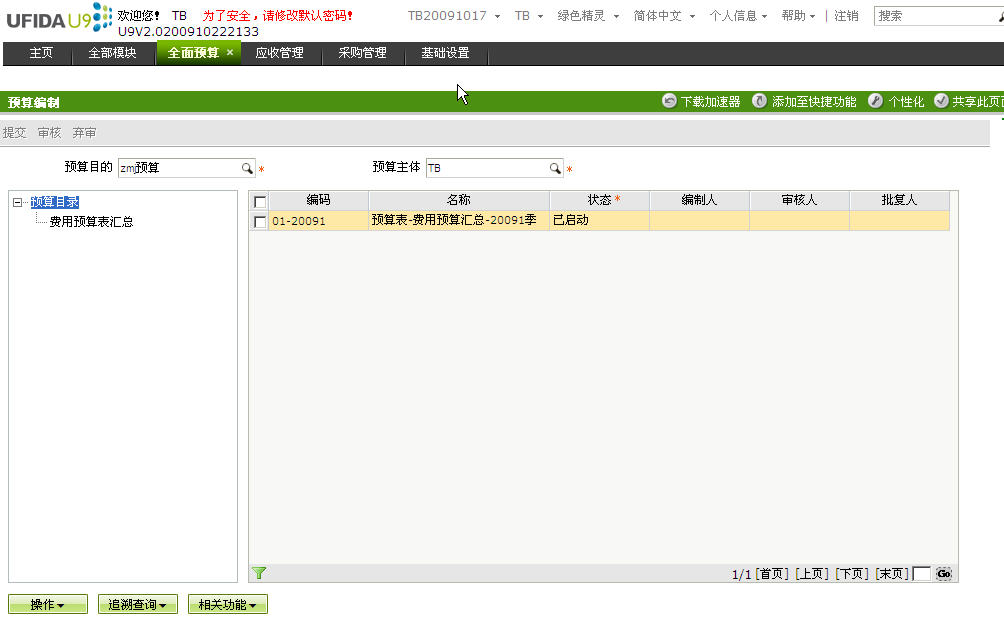 UFIDA U9 欢迎您! TB 为了安全，请修改默认密码! TB20091017 TB 绿色精灵 简体中文 个人信息 帮助 | 注销 搜索
U9V2.0200910222133
主页 全部模块 全面预算 × 应收管理 采购管理 基础设置
预算编制 下载加速器 添加至快捷功能 个性化 共享此页面
提交 审核 弃审
预算目的 zm预算 * 预算主体 TB *
预算目录
费用预算表汇总
编码 名称 状态 * 编制人 审核人 批复人
01-20091 预算表-费用预算汇总-20091季 已启动
1/1 [首页] [上页] [下页] [末页] Go
操作 追溯查询 相关功能